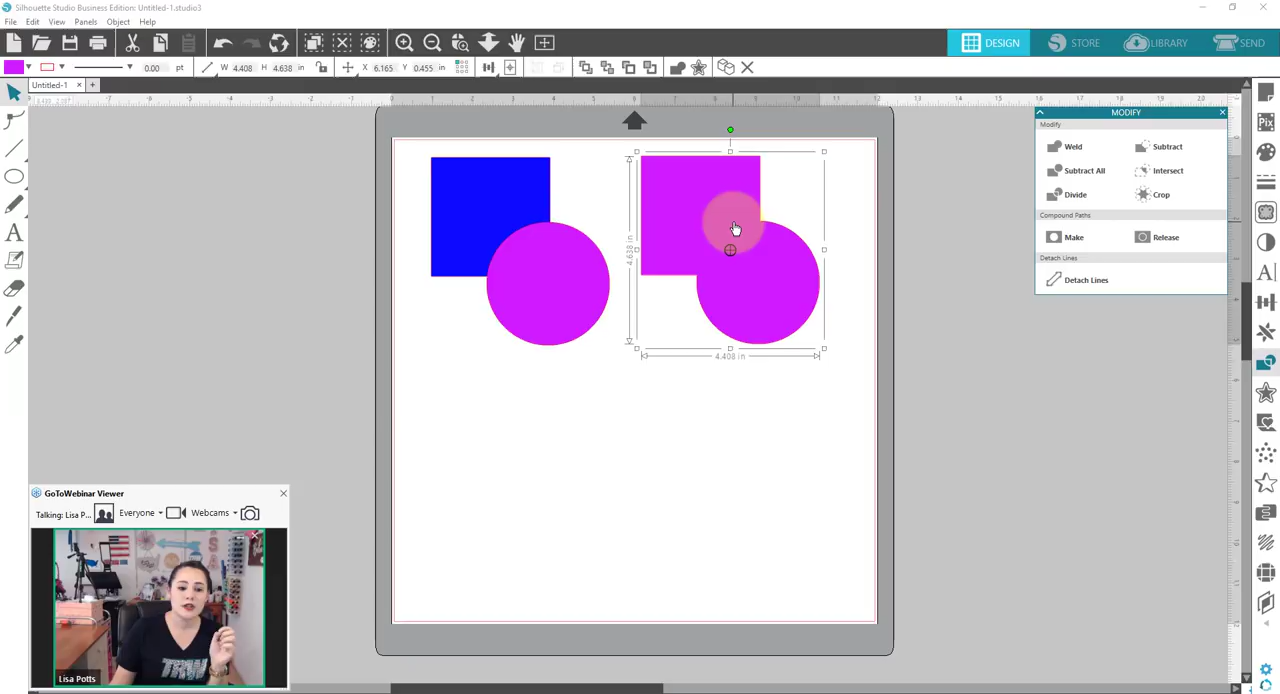 Silhouette Studio Business Edition: Untitled-1.studio3
File Edit View Panels Object Help
DESIGN STORE LIBRARY SEND
0.00 pt W 4.408 H 4.638 in X 6.165 Y 0.455 in
Untitled-1 × +
MODIFY
Modify
Weld Subtract
Subtract All Intersect
Divide Crop
Compound Paths
Make Release
Detach Lines
Detach Lines
4.638 in
4.408 in
GoToWebinar Viewer
Talking: Lisa P... Everyone Webcams
TRW
Lisa Potts